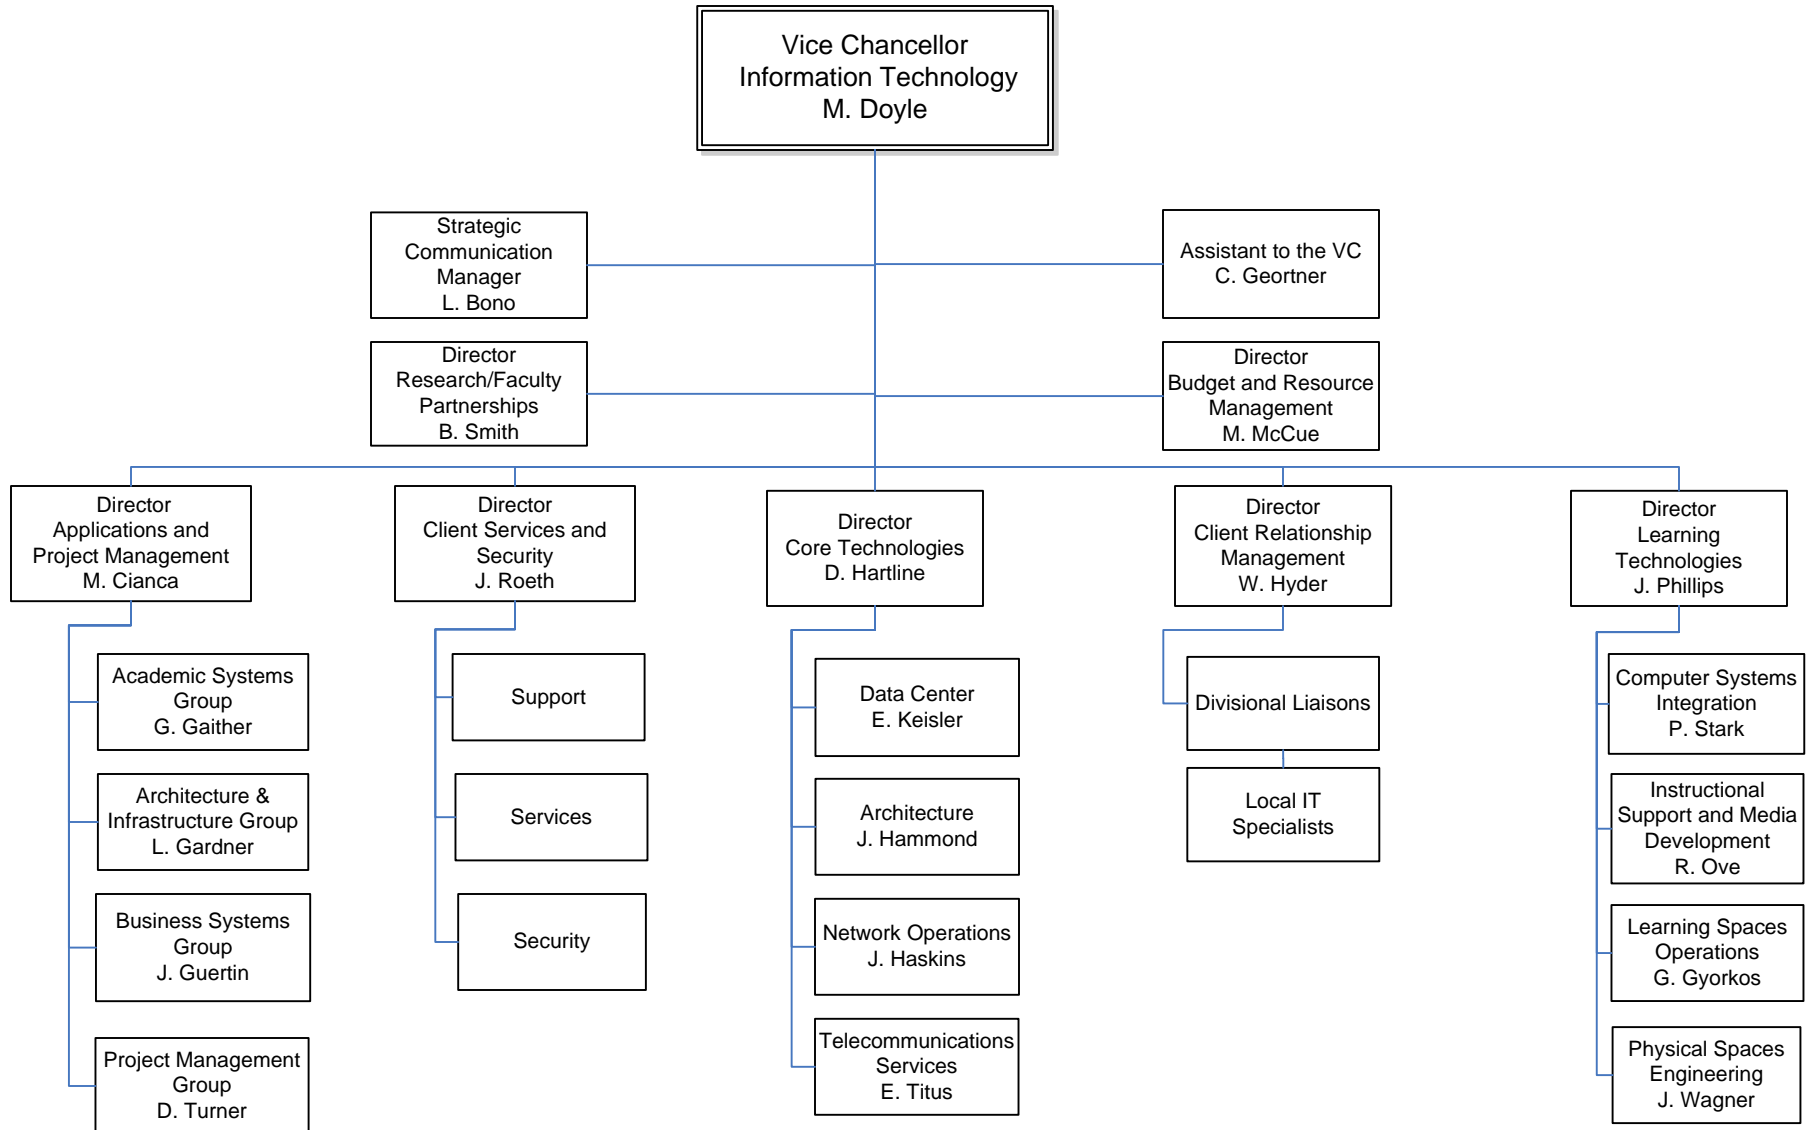 Vice Chancellor
Information Technology
M. Doyle
Strategic
Communication
Manager
L. Bono
Assistant to the VC
C. Geortner
Director
Research/Faculty
Partnerships
B. Smith
Director
Budget and Resource
Management
M. McCue
Director
Applications and
Project Management
M. Cianca
Director
Client Services and
Security
J. Roeth
Director
Core Technologies
D. Hartline
Director
Client Relationship
Management
W. Hyder
Director
Learning
Technologies
J. Phillips
Academic Systems
Group
G. Gaither
Architecture &
Infrastructure Group
L. Gardner
Business Systems
Group
J. Guertin
Project Management
Group
D. Turner
Support
Services
Security
Data Center
E. Keisler
Architecture
J. Hammond
Network Operations
J. Haskins
Telecommunications
Services
E. Titus
Divisional Liaisons
Local IT
Specialists
Computer Systems
Integration
P. Stark
Instructional
Support and Media
Development
R. Ove
Learning Spaces
Operations
G. Gyorkos
Physical Spaces
Engineering
J. Wagner